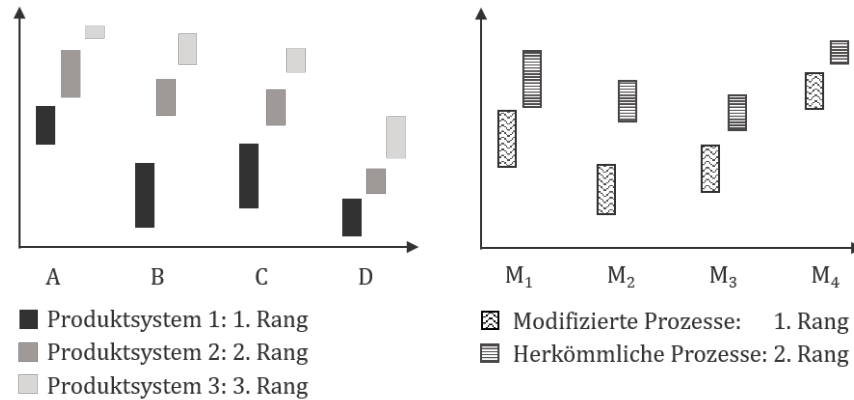 A B C D
Produktsystem 1: 1. Rang
Produktsystem 2: 2. Rang
Produktsystem 3: 3. Rang
M₁ M₂ M₃ M₄
Modifizierte Prozesse: 1. Rang
Herkömmliche Prozesse: 2. Rang